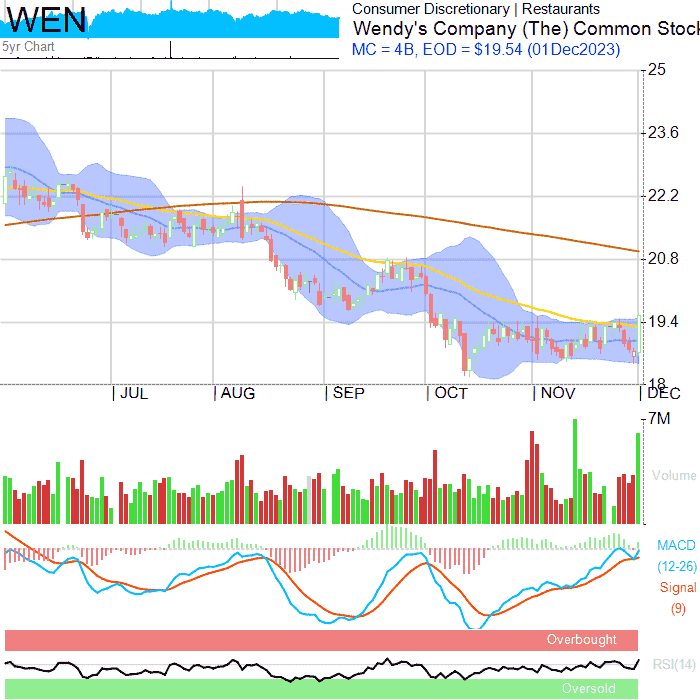 WEN
5yr Chart
Consumer Discretionary | Restaurants
Wendy's Company (The) Common Stock
MC = 4B, EOD = $19.54 (01Dec2023)
25
23.6
22.2
20.8
19.4
18
JUL AUG SEP OCT NOV DEC
7M
Volume
MACD
(12-26)
Signal
(9)
Overbought
RSI(14)
Oversold